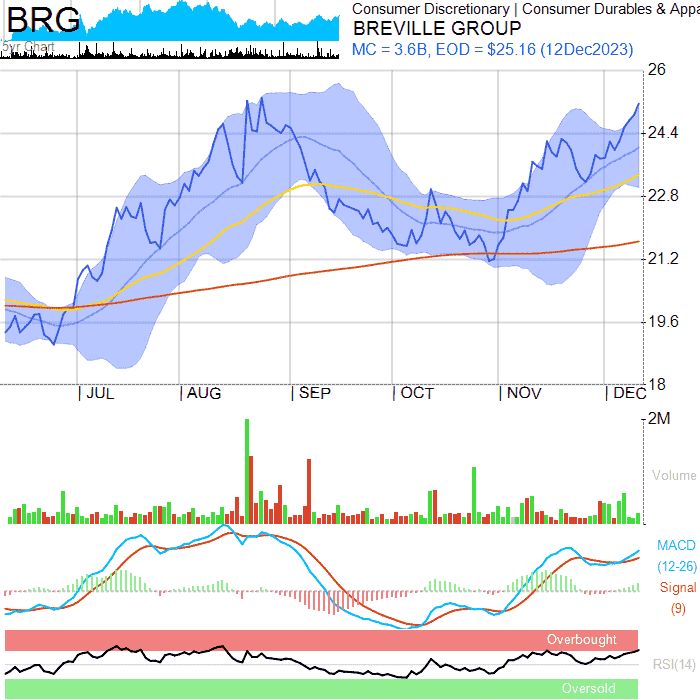 BRG
5yr Chart
Consumer Discretionary | Consumer Durables & Appa
BREVILLE GROUP
MC = 3.6B, EOD = $25.16 (12Dec2023)
26
24.4
22.8
21.2
19.6
18
JUL
AUG
SEP
OCT
NOV
DEC
2M
Volume
MACD
(12-26)
Signal
(9)
Overbought
RSI(14)
Oversold